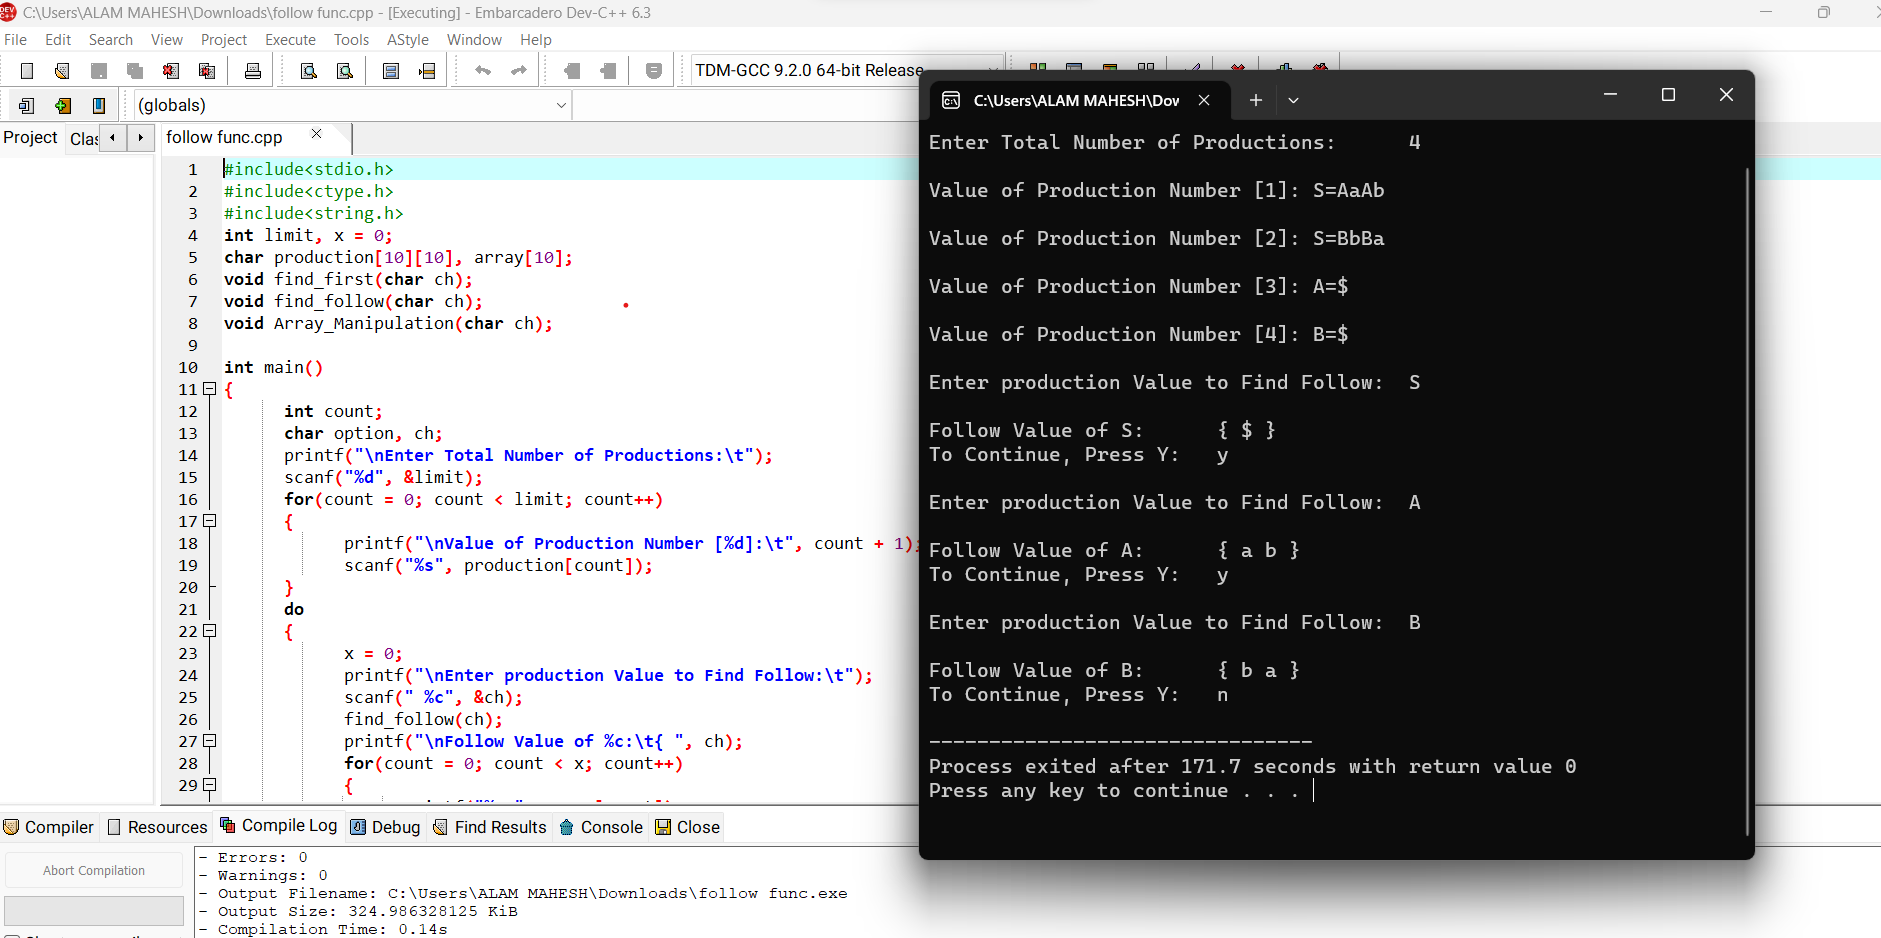 C:\Users\ALAM MAHESH\Downloads\follow func.cpp - [Executing] - Embarcadero Dev-C++ 6.3
File Edit Search View Project Execute Tools AStyle Window Help
TDM-GCC 9.2.0 64-bit Release
(globals)
Project Clas follow func.cpp
1 #include<stdio.h>
2 #include<ctype.h>
3 #include<string.h>
4 int limit, x = 0;
5 char production[10][10], array[10];
6 void find_first(char ch);
7 void find_follow(char ch);
8 void Array_Manipulation(char ch);
9
10 int main()
11 {
12 int count;
13 char option, ch;
14 printf("\nEnter Total Number of Productions:\t");
15 scanf("%d", &limit);
16 for(count = 0; count < limit; count++)
17 {
18 printf("\nValue of Production Number [%d]:\t", count + 1);
19 scanf("%s", production[count]);
20 }
21 do
22 {
23 x = 0;
24 printf("\nEnter production Value to Find Follow:\t");
25 scanf(" %c", &ch);
26 find_follow(ch);
27 printf("\nFollow Value of %c:\t{ ", ch);
28 for(count = 0; count < x; count++)
29 {
C:\Users\ALAM MAHESH\Dov
Enter Total Number of Productions: 4
Value of Production Number [1]: S=AaAb
Value of Production Number [2]: S=BbBa
Value of Production Number [3]: A=$
Value of Production Number [4]: B=$
Enter production Value to Find Follow: S
Follow Value of S: { $ }
To Continue, Press Y: y
Enter production Value to Find Follow: A
Follow Value of A: { a b }
To Continue, Press Y: y
Enter production Value to Find Follow: B
Follow Value of B: { b a }
To Continue, Press Y: n
--------------------------------
Process exited after 171.7 seconds with return value 0
Press any key to continue . . .
Compiler Resources Compile Log Debug Find Results Console Close
Abort Compilation
- Errors: 0
- Warnings: 0
- Output Filename: C:\Users\ALAM MAHESH\Downloads\follow func.exe
- Output Size: 324.986328125 KiB
- Compilation Time: 0.14s